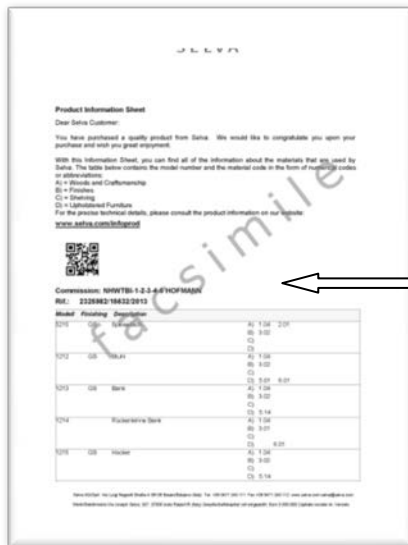 Product Information Sheet
Dear Selva Customer:
You have purchased a quality product from Selva. We would like to congratulate you upon your
purchase and wish you great enjoyment.
With this Information Sheet, you can find all of the information about the materials that are used by
Selva. The table below contains the model number and the material code in the form of numerical codes
or abbreviations:
A) = Woods and Craftsmanship
B) = Finishes
C) = Shelving
D) = Upholstered Furniture
For the precise technical details, please consult the product information on our website:
www.selva.com/infoprod
facsimile
Commission: NHWTBI-1-2-3-4-5 HOFMANN
Rif.: 2326982/16632/2013
Modell Finishing Description
5210 GS A) 1.04 2.01
B) 3.02
C)
D)
1212 GS A) 1.04
B) 3.02
C)
D) 5.01 6.01
1213 GS Bank A) 1.04
B) 3.02
C)
D) 5.14
1214 Rückenlehne Bank A) 1.04
B) 3.01
C)
D) 6.01
1215 GS Hocker A) 1.04
B) 3.02
C)
D) 5.14